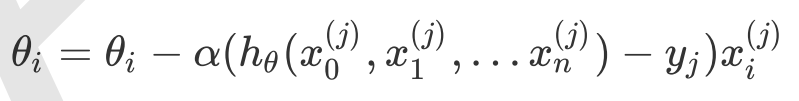 θ_i = θ_i − α(h_θ(x_0^{(j)}, x_1^{(j)}, … x_n^{(j)}) − y_j)x_i^{(j)}